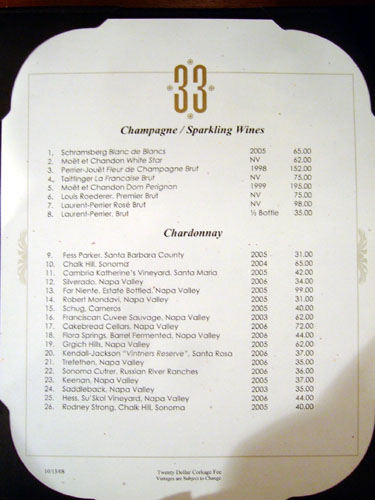 33
Champagne / Sparkling Wines
1. Schramsberg Blanc de Blancs 2005 65.00
2. Moët et Chandon White Star NV 62.00
3. Perrier-Jouët Fleur de Champagne Brut 1998 152.00
4. Taittinger La Francaise Brut NV 75.00
5. Moët et Chandon Dom Perignon 1999 195.00
6. Louis Roederer, Premier Brut NV 75.00
7. Laurent-Perrier Rosé Brut NV 98.00
8. Laurent-Perrier, Brut ½ Bottle 35.00
Chardonnay
9. Fess Parker, Santa Barbara County 2005 31.00
10. Chalk Hill, Sonoma 2004 65.00
11. Cambria Katherine's Vineyard, Santa Maria 2005 42.00
12. Silverado, Napa Valley 2006 34.00
13. Far Niente, Estate Bottled, Napa Valley 2005 99.00
14. Robert Mondavi, Napa Valley 2005 31.00
15. Schug, Carneros 2005 40.00
16. Franciscan Cuvee Sauvage, Napa Valley 2003 62.00
17. Cakebread Cellars, Napa Valley 2006 72.00
18. Flora Springs, Barrel Fermented, Napa Valley 2006 44.00
19. Grgich Hills, Napa Valley 2005 62.00
20. Kendall-Jackson "Vintners Reserve", Santa Rosa 2006 37.00
21. Trefethen, Napa Valley 2006 35.00
22. Sonoma Cutrer, Russian River Ranches 2006 36.00
23. Keenan, Napa Valley 2005 37.00
24. Saddleback, Napa Valley 2003 35.00
25. Hess, Su'Skol Vineyard, Napa Valley 2006 44.00
26. Rodney Strong, Chalk Hill, Sonoma 2005 40.00
10/15/08
Twenty Dollar Corkage Fee
Vintages are Subject to Change